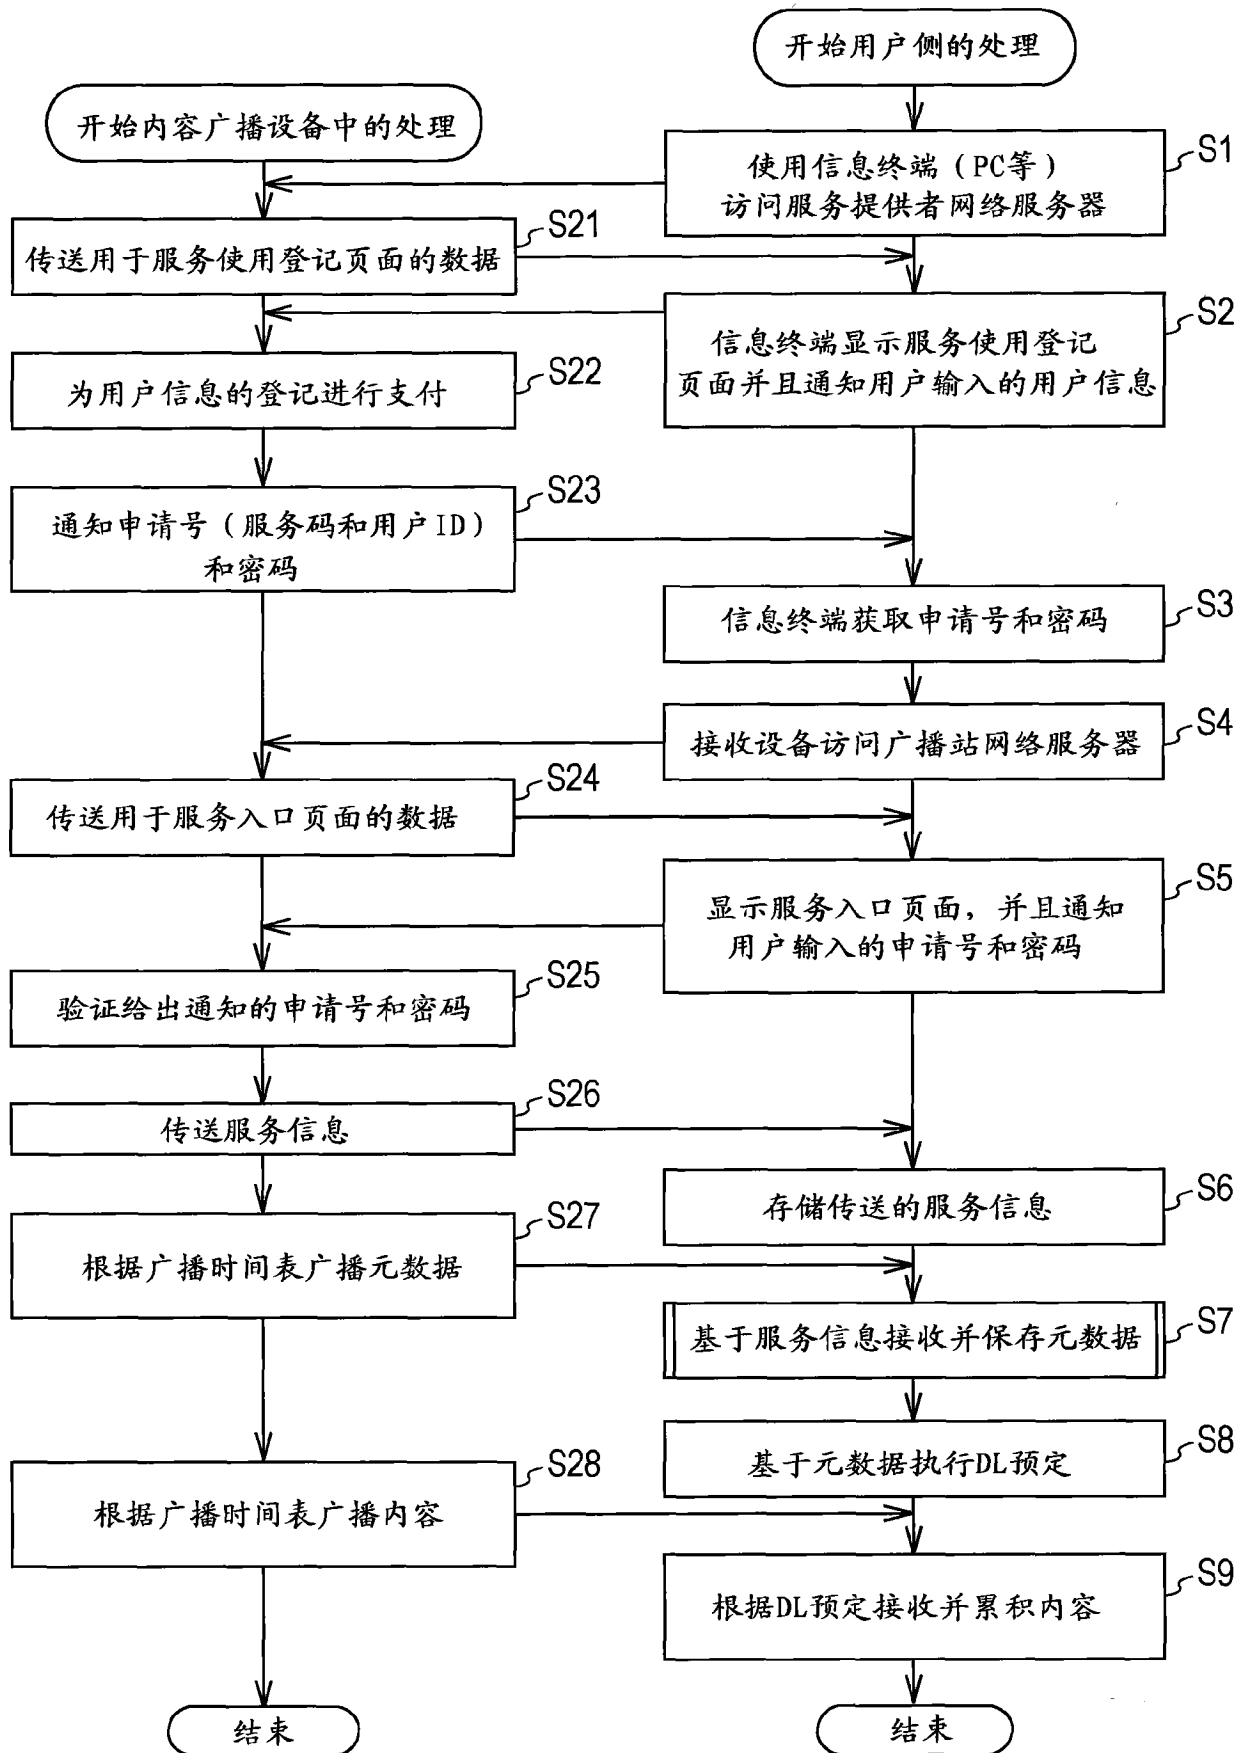 开始用户侧的处理
开始内容广播设备中的处理
S1
使用信息终端（PC等）
访问服务提供者网络服务器
S21
传送用于服务使用登记页面的数据
S2
信息终端显示服务使用登记
页面并且通知用户输入的用户信息
S22
为用户信息的登记进行支付
S23
通知申请号（服务码和用户ID）
和密码
S3
信息终端获取申请号和密码
S4
接收设备访问广播站网络服务器
S24
传送用于服务入口页面的数据
S5
显示服务入口页面，并且通知
用户输入的申请号和密码
S25
验证给出通知的申请号和密码
S26
传送服务信息
S6
存储传送的服务信息
S27
根据广播时间表广播元数据
S7
基于服务信息接收并保存元数据
S8
基于元数据执行DL预定
S28
根据广播时间表广播内容
S9
根据DL预定接收并累积内容
结束
结束